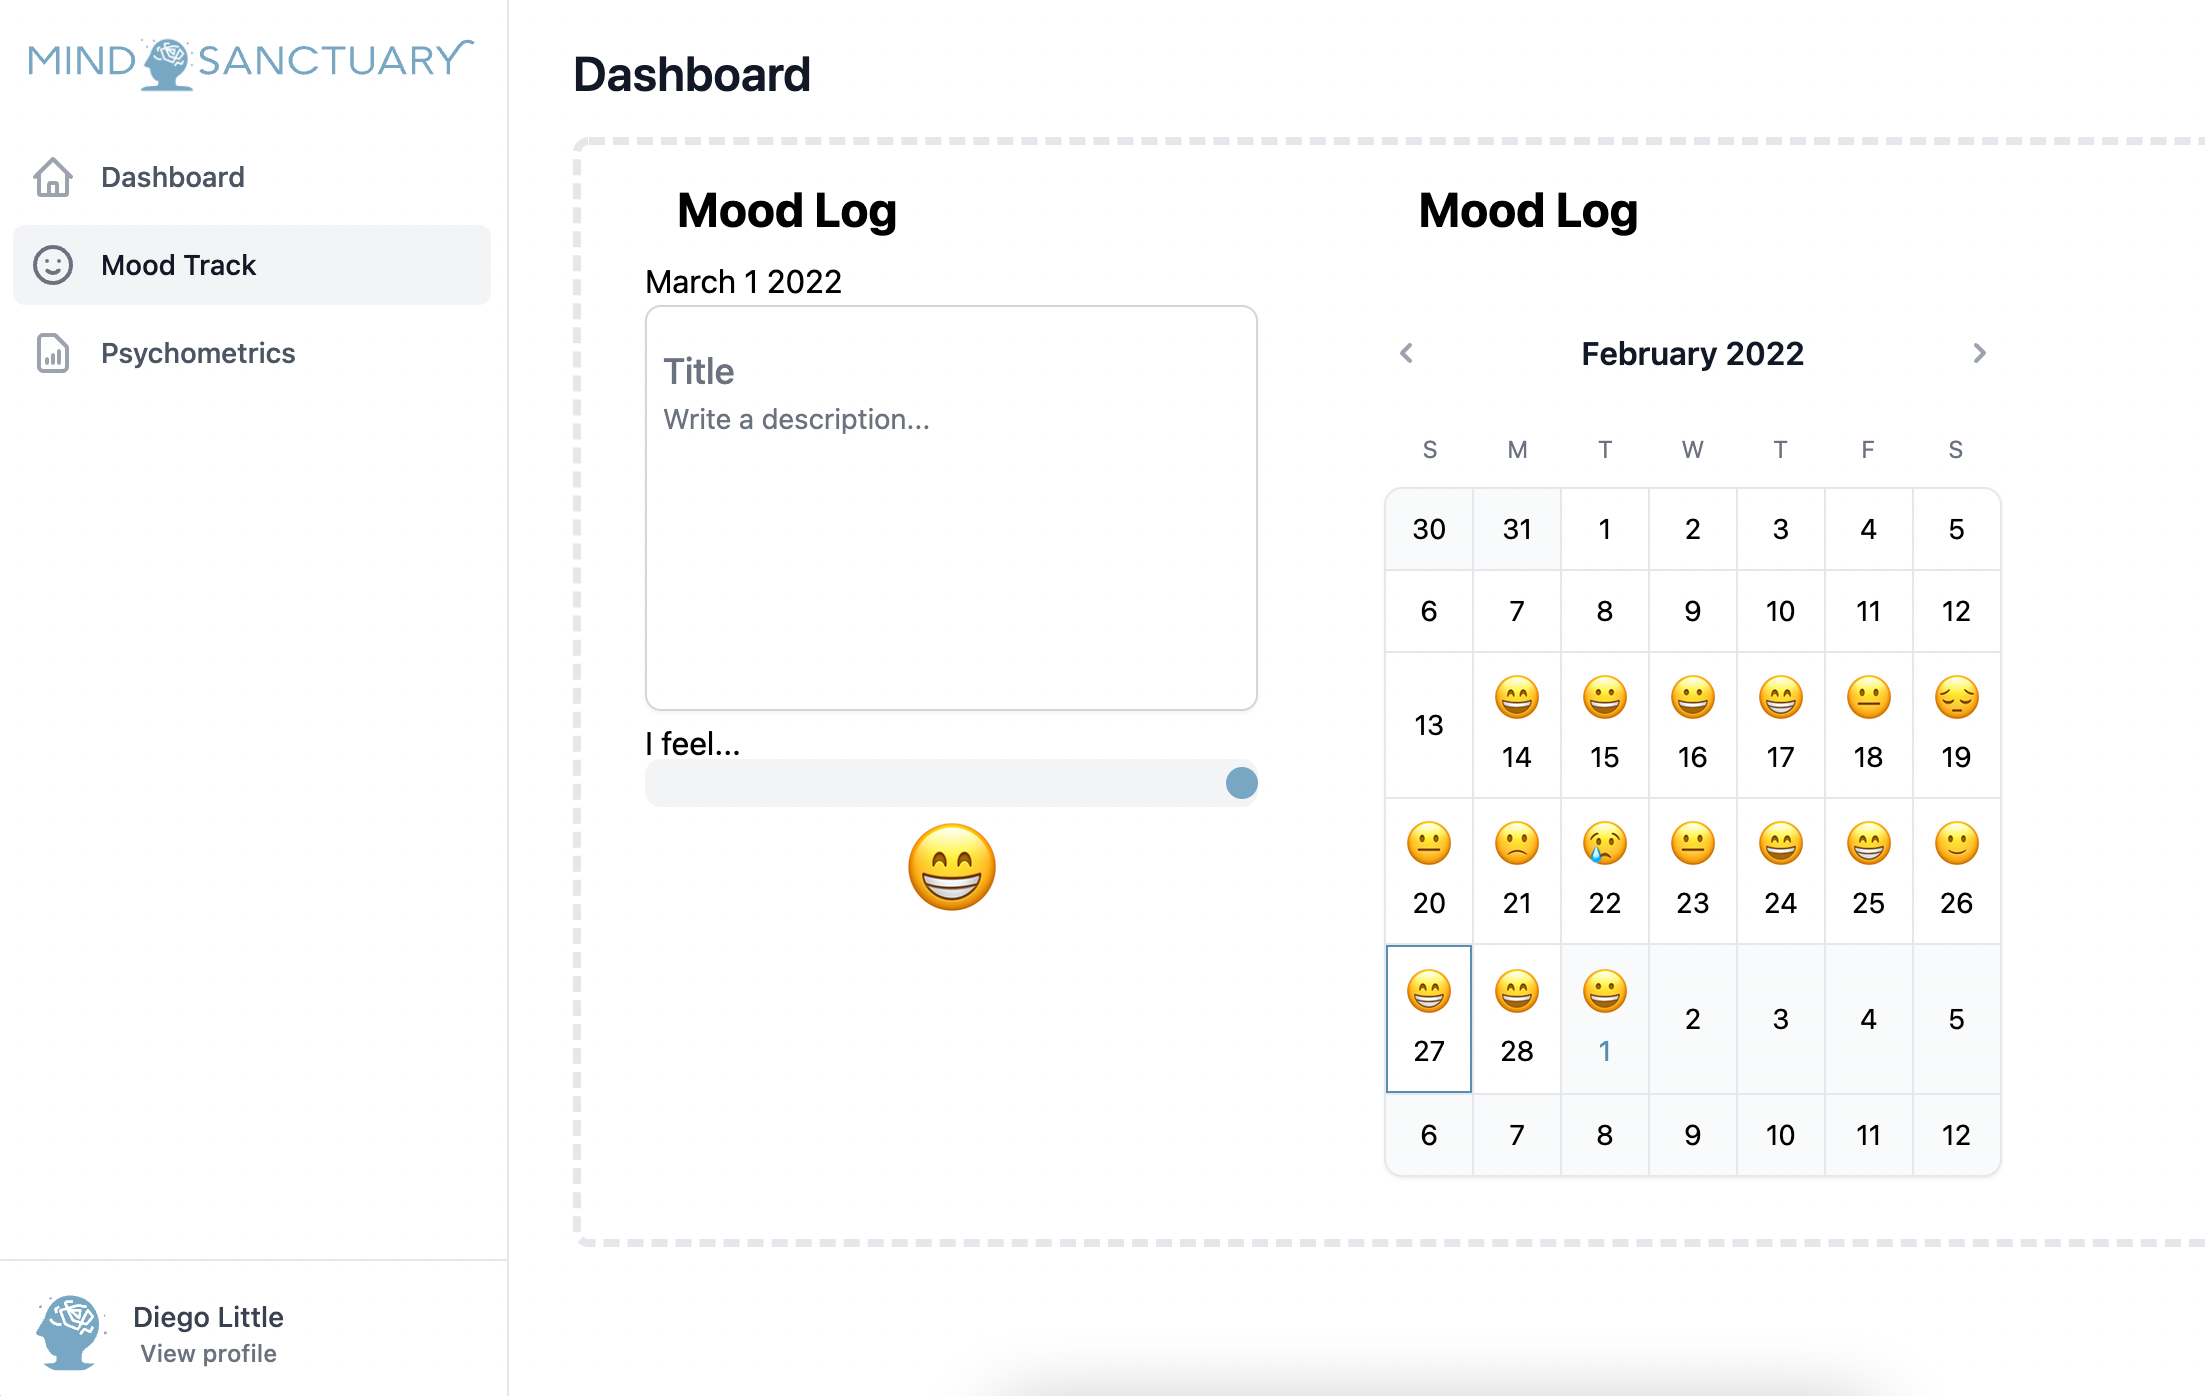 MIND SANCTUARY
Dashboard
Mood Track
Psychometrics
Diego Little
View profile
Dashboard
Mood Log
March 1 2022
Title
Write a description...
I feel...
Mood Log
February 2022
S M T W T F S
30 31 1 2 3 4 5
6 7 8 9 10 11 12
13 14 15 16 17 18 19
20 21 22 23 24 25 26
27 28 1 2 3 4 5
6 7 8 9 10 11 12